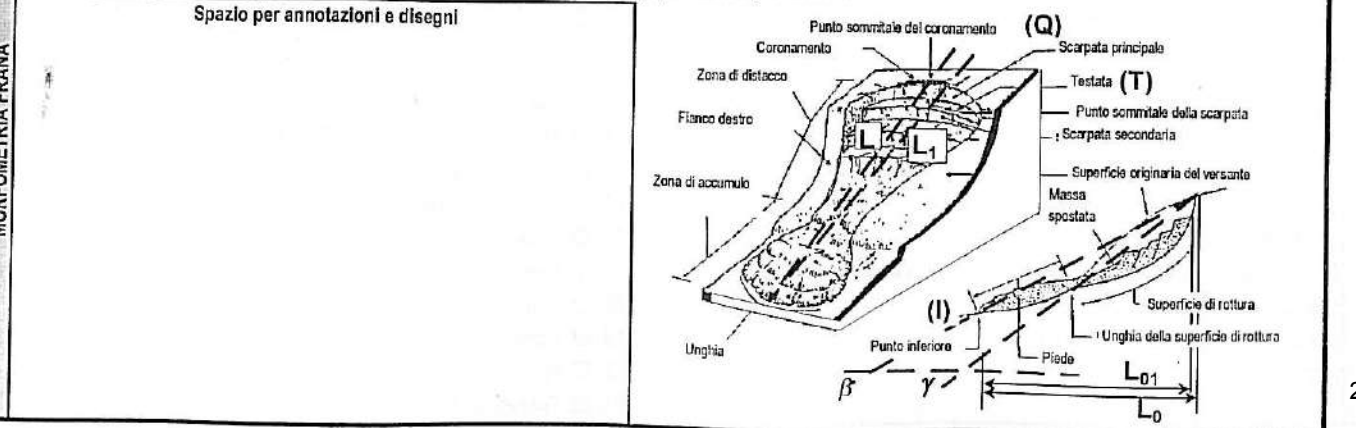 MORFOMETRIA FRANA
Spazio per annotazioni e disegni
Punto sommitale del coronamento (Q)
Coronamento
Scarpata principale
Zona di distacco
Testata (T)
Punto sommitale della scarpata
Fianco destro
Scarpata secondaria
L
L1
Superficie originaria del versante
Zona di accumulo
Massa
spostata
(I)
Superficie di rottura
Unghia della superficie di rottura
Unghia
Punto inferiore
Piede
β
γ
L01
L0
2